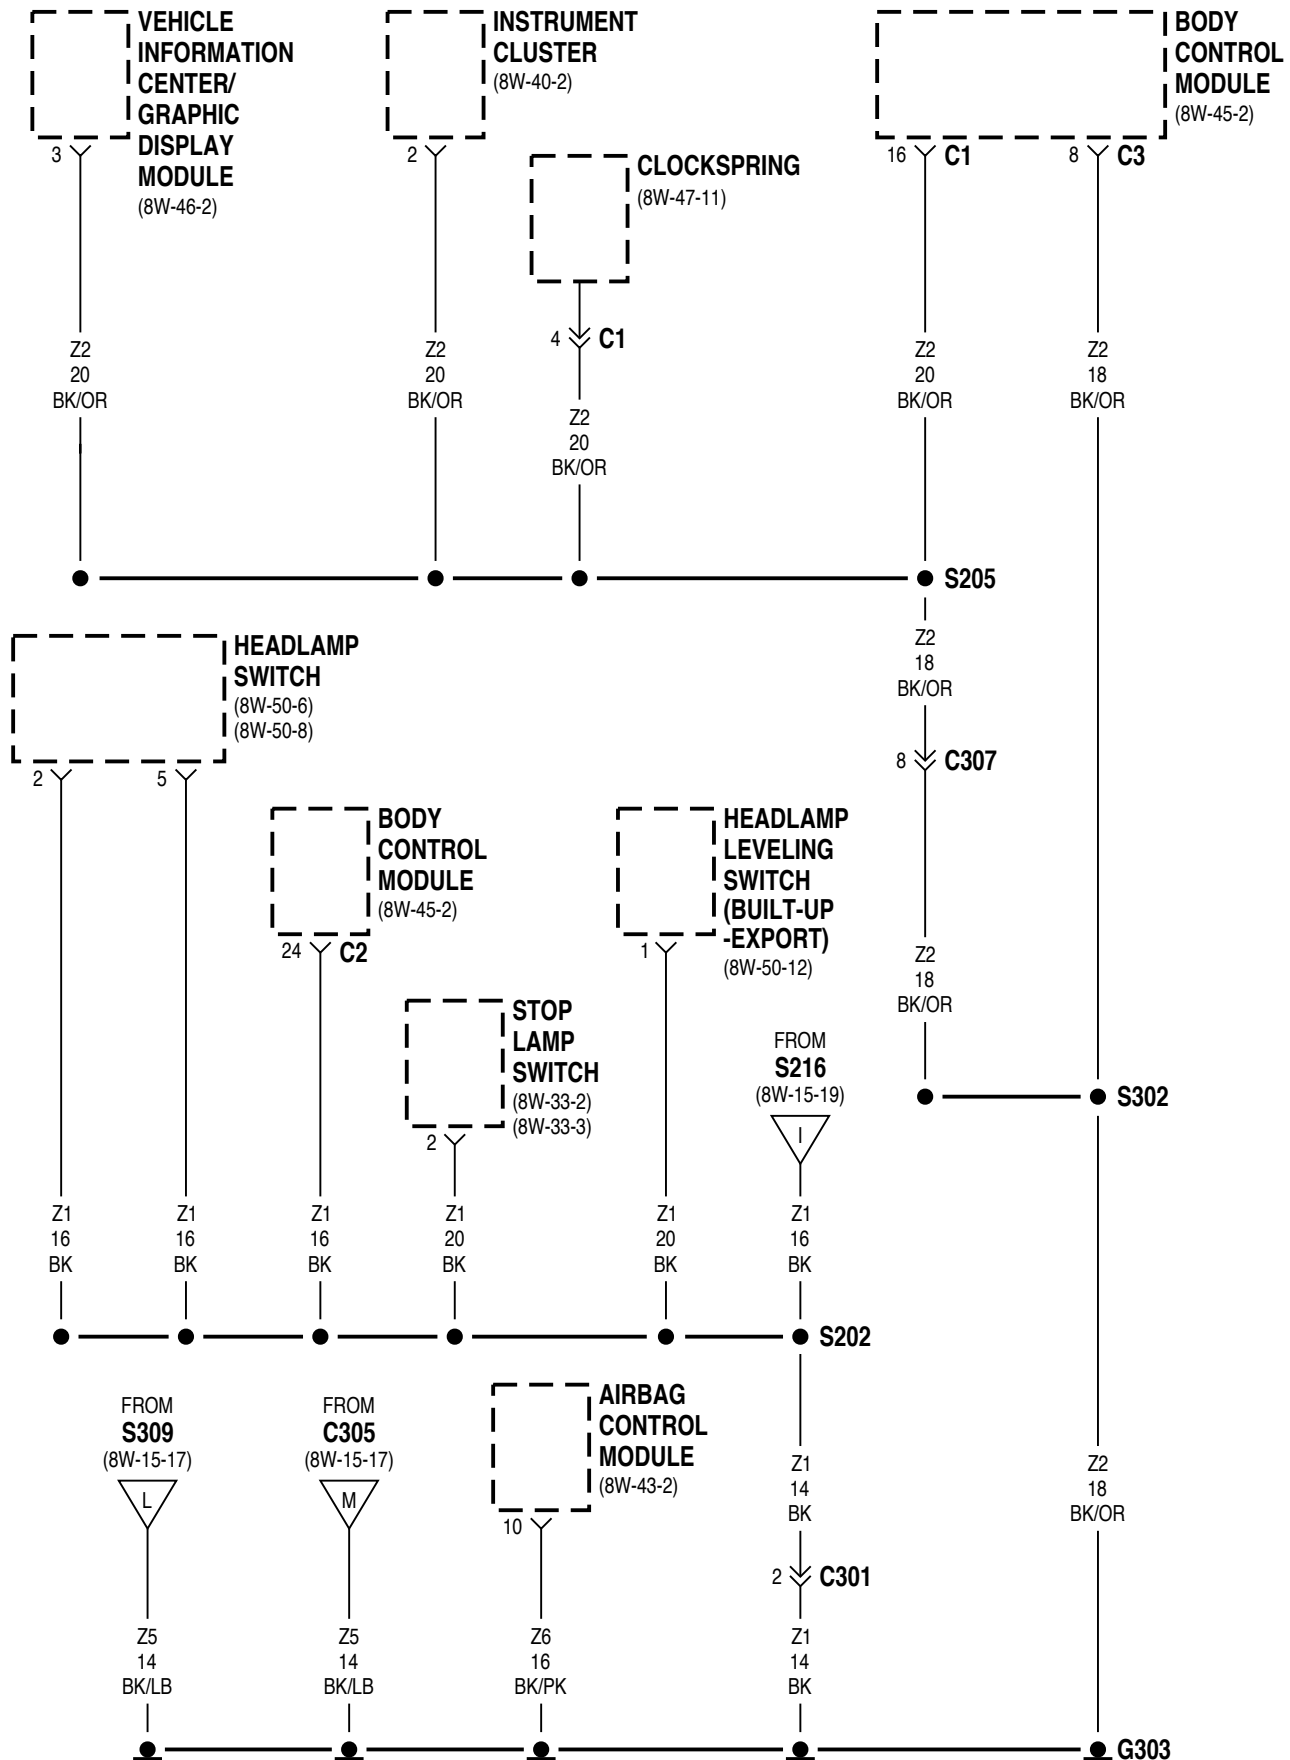 VEHICLE
INFORMATION
CENTER/
GRAPHIC
DISPLAY
MODULE
(8W-46-2)
3
INSTRUMENT
CLUSTER
(8W-40-2)
2
CLOCKSPRING
(8W-47-11)
4 C1
BODY
CONTROL
MODULE
(8W-45-2)
16 C1
8 C3
Z2
20
BK/OR
Z2
20
BK/OR
Z2
20
BK/OR
Z2
20
BK/OR
Z2
18
BK/OR
S205
Z2
18
BK/OR
8 C307
Z2
18
BK/OR
S302
HEADLAMP
SWITCH
(8W-50-6)
(8W-50-8)
2
5
BODY
CONTROL
MODULE
(8W-45-2)
24 C2
STOP
LAMP
SWITCH
(8W-33-2)
(8W-33-3)
2
HEADLAMP
LEVELING
SWITCH
(BUILT-UP
-EXPORT)
(8W-50-12)
1
FROM
S216
(8W-15-19)
I
Z1
16
BK
Z1
16
BK
Z1
16
BK
Z1
20
BK
Z1
20
BK
Z1
16
BK
S202
FROM
S309
(8W-15-17)
L
FROM
C305
(8W-15-17)
M
AIRBAG
CONTROL
MODULE
(8W-43-2)
10
Z1
14
BK
2 C301
Z2
18
BK/OR
Z5
14
BK/LB
Z5
14
BK/LB
Z6
16
BK/PK
Z1
14
BK
G303